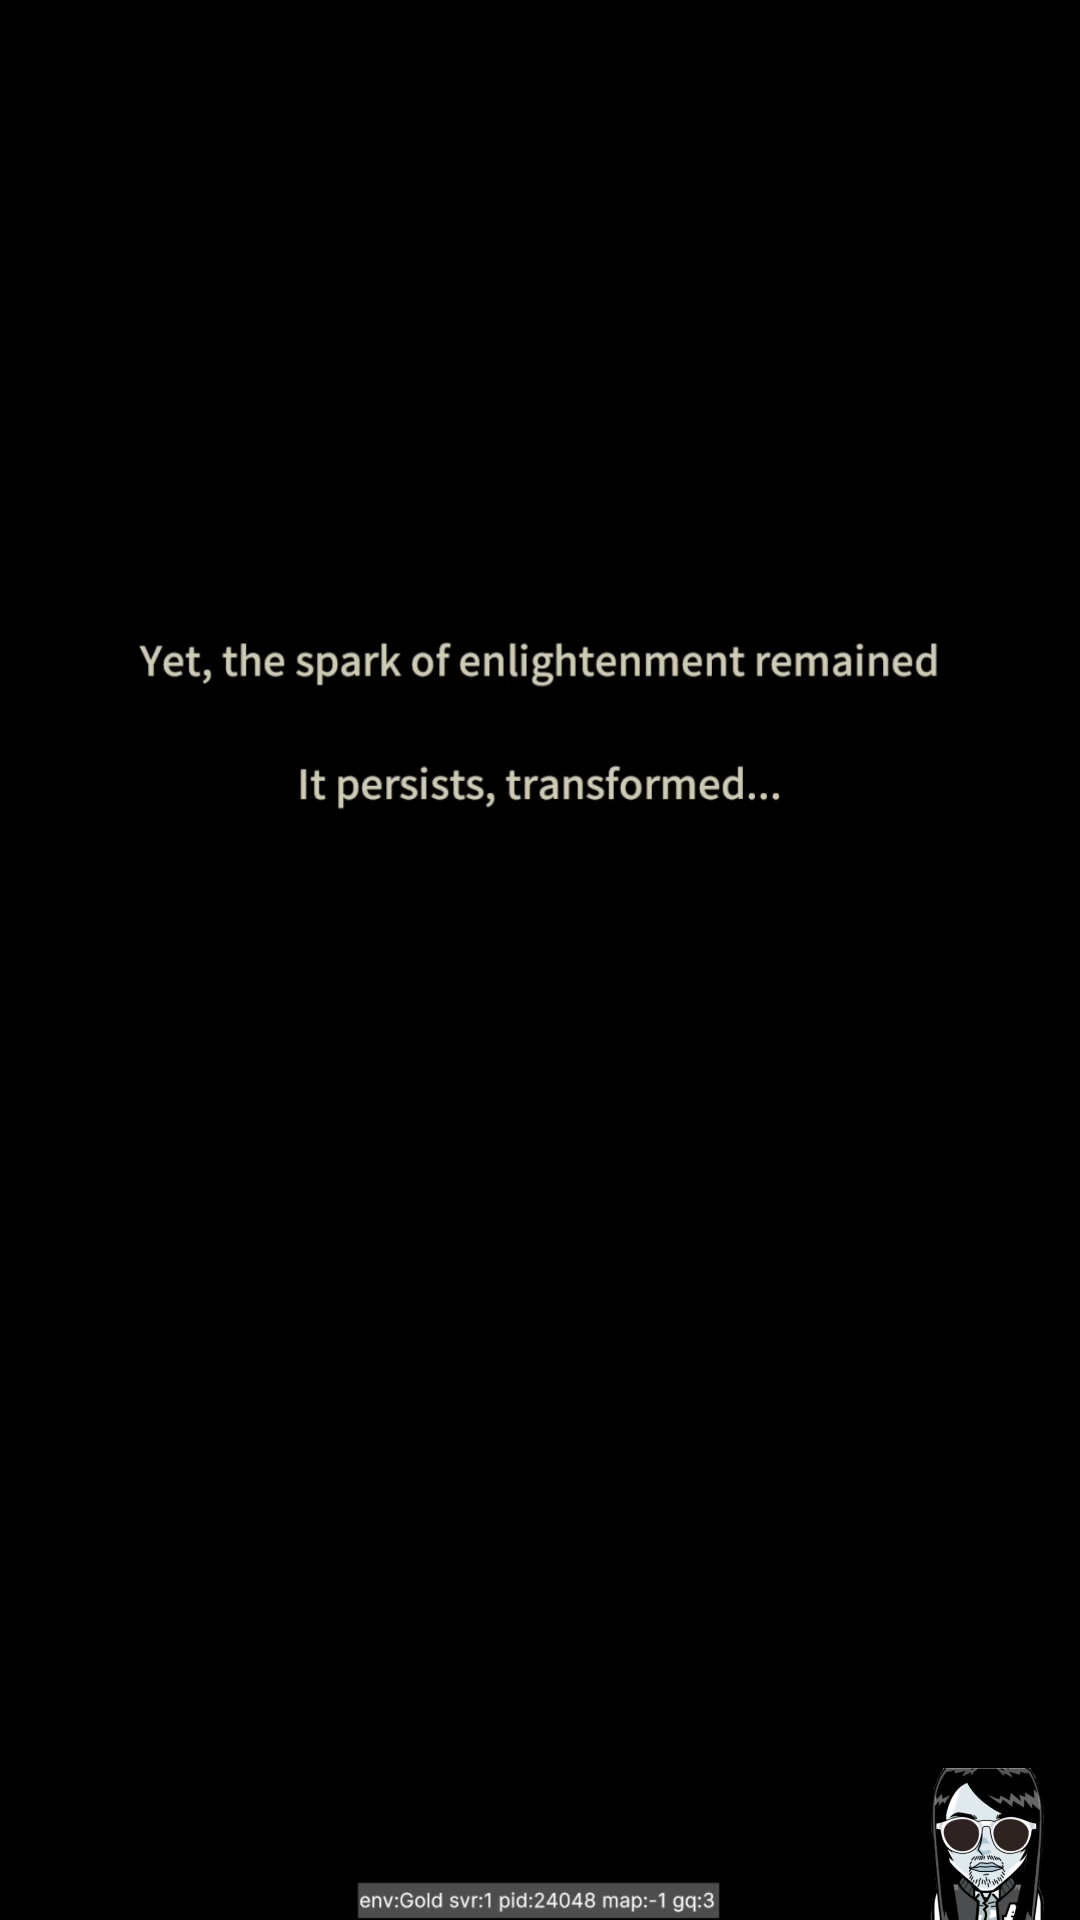 Yet, the spark of enlightenment remained
It persists, transformed...
env:Gold svr:1 pid:24048 map:-1 gq:3